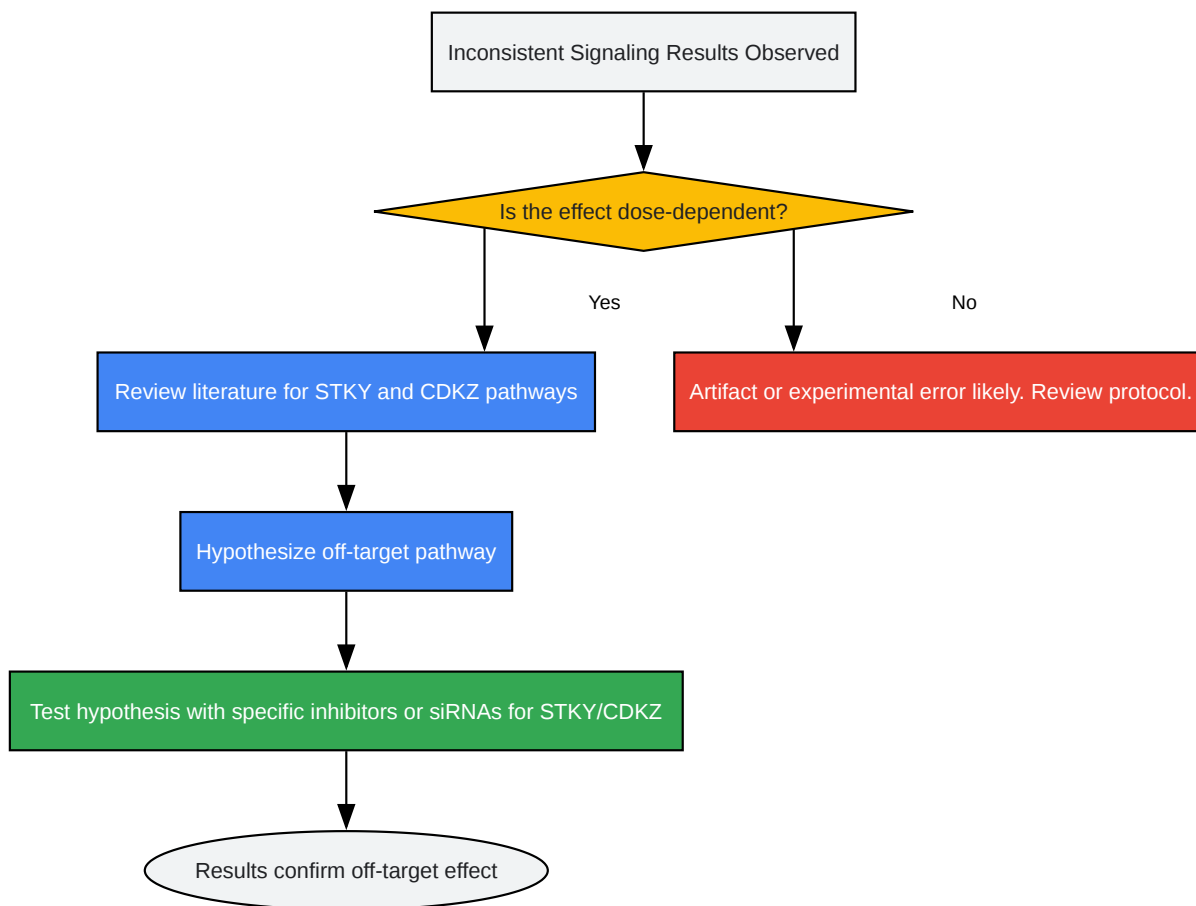 Inconsistent Signaling Results Observed
Is the effect dose-dependent?
Yes
No
Review literature for STKY and CDKZ pathways
Artifact or experimental error likely. Review protocol.
Hypothesize off-target pathway
Test hypothesis with specific inhibitors or siRNAs for STKY/CDKZ
Results confirm off-target effect